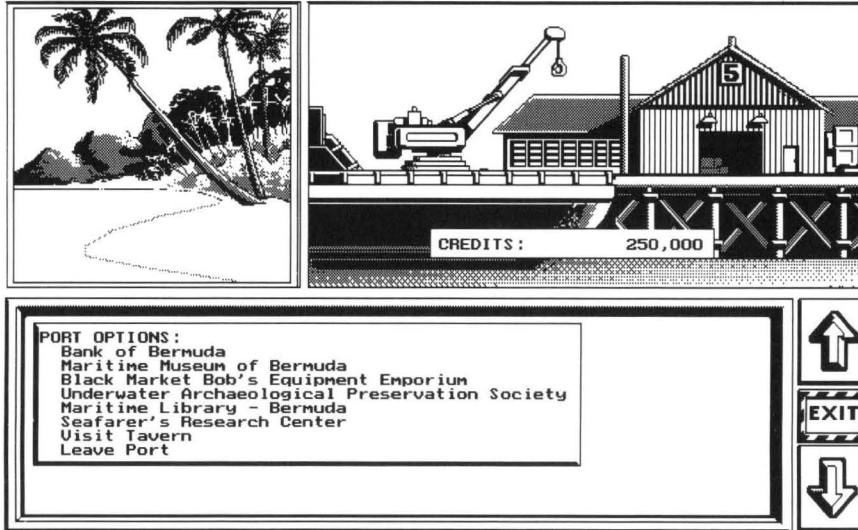 5
CREDITS: 250,000
PORT OPTIONS:
Bank of Bermuda
Maritime Museum of Bermuda
Black Market Bob's Equipment Emporium
Underwater Archaeological Preservation Society
Maritime Library - Bermuda
Seafarer's Research Center
Visit Tavern
Leave Port
EXIT